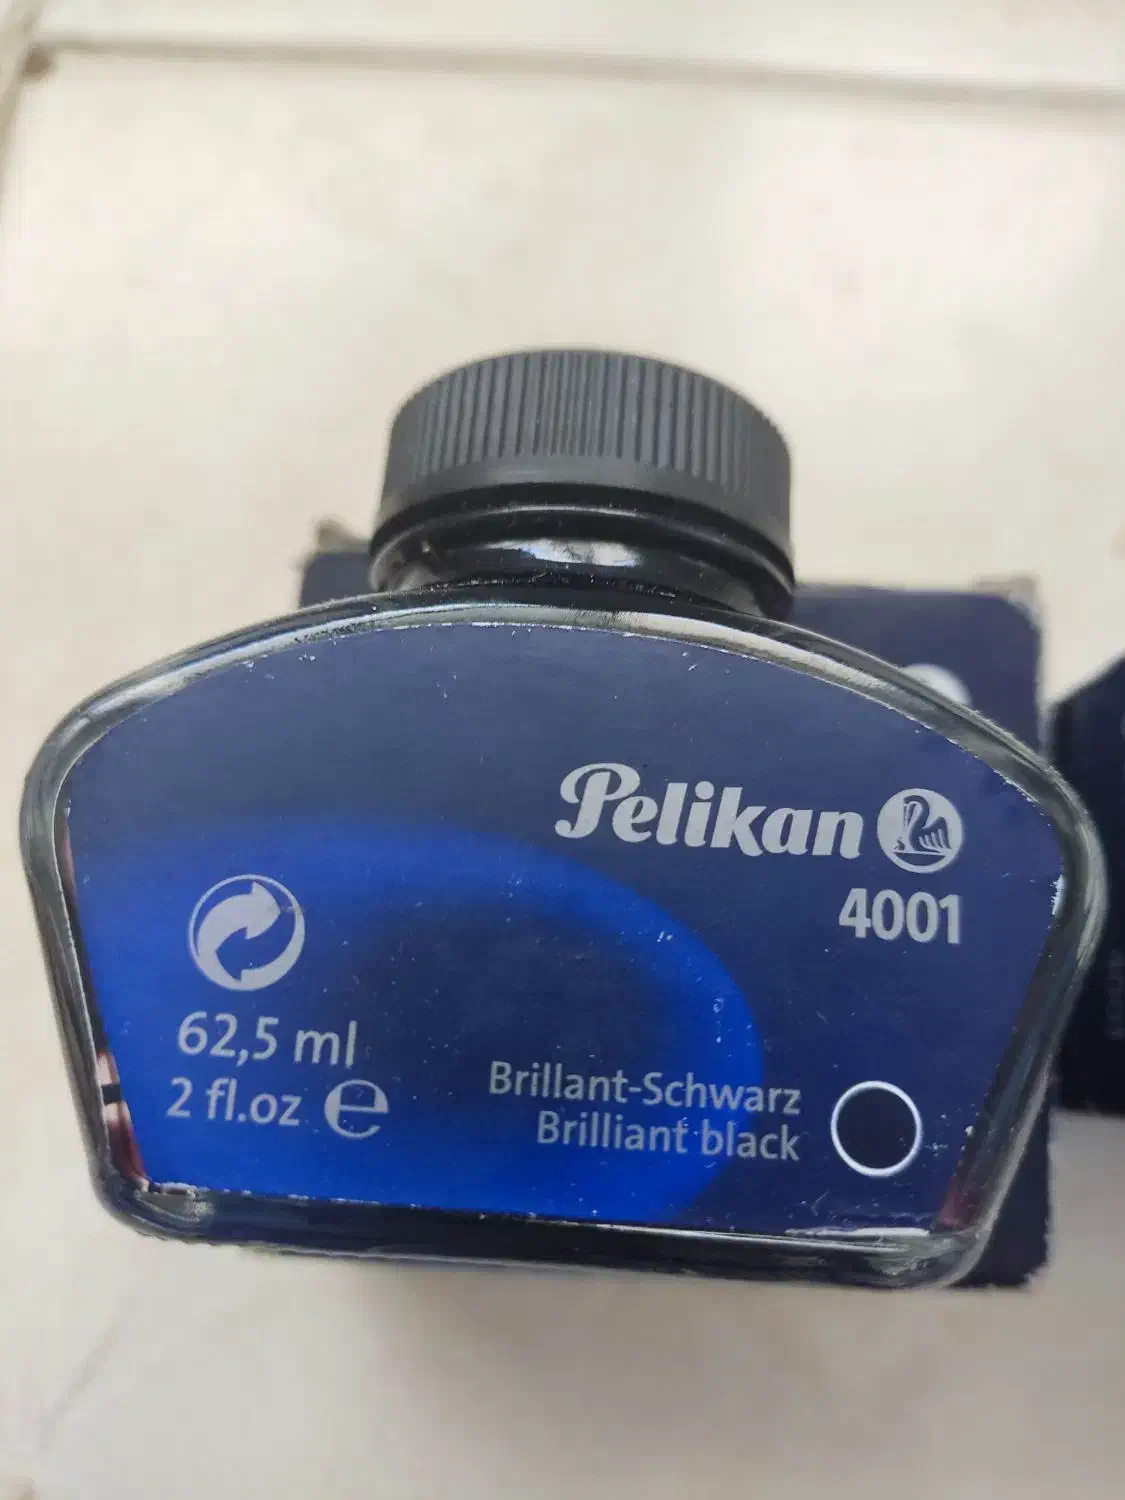 Pelikan
4001
62,5 ml
2 fl.oz ℮
Brillant-Schwarz
Brilliant black